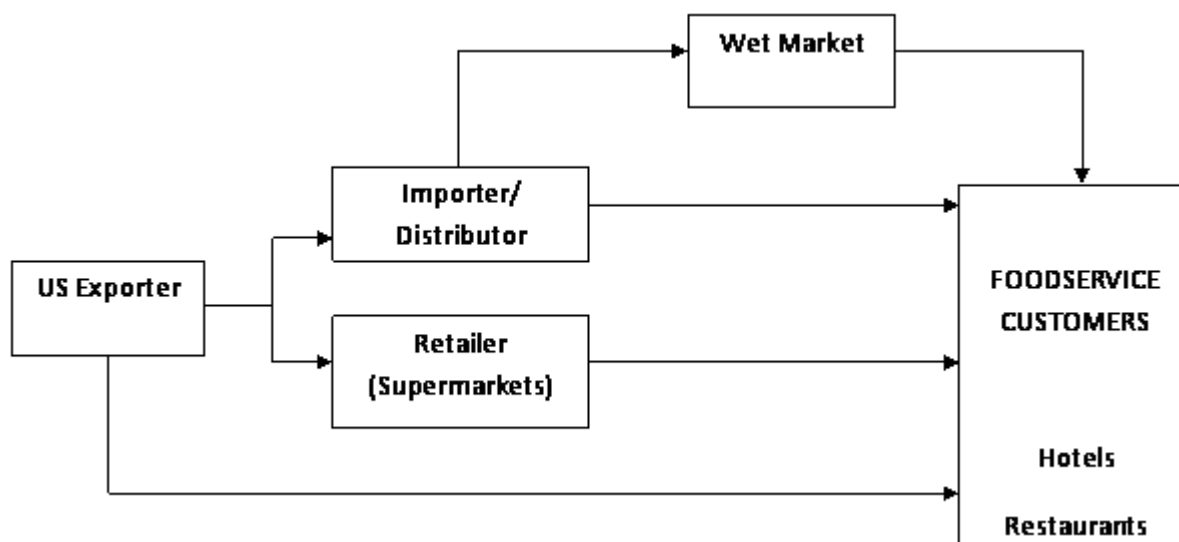 Wet Market
Importer/
Distributor
US Exporter
Retailer
(Supermarkets)
FOODSERVICE
CUSTOMERS
Hotels
Restaurants